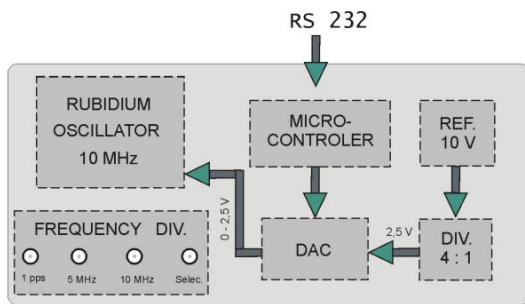 RS 232
RUBIDIUM
OSCILLATOR
10 MHz
MICRO-
CONTROLER
REF.
10 V
0 - 2,5 V
2,5 V
DAC
DIV.
4 : 1
FREQUENCY DIV.
1 pps 5 MHz 10 MHz Selec.